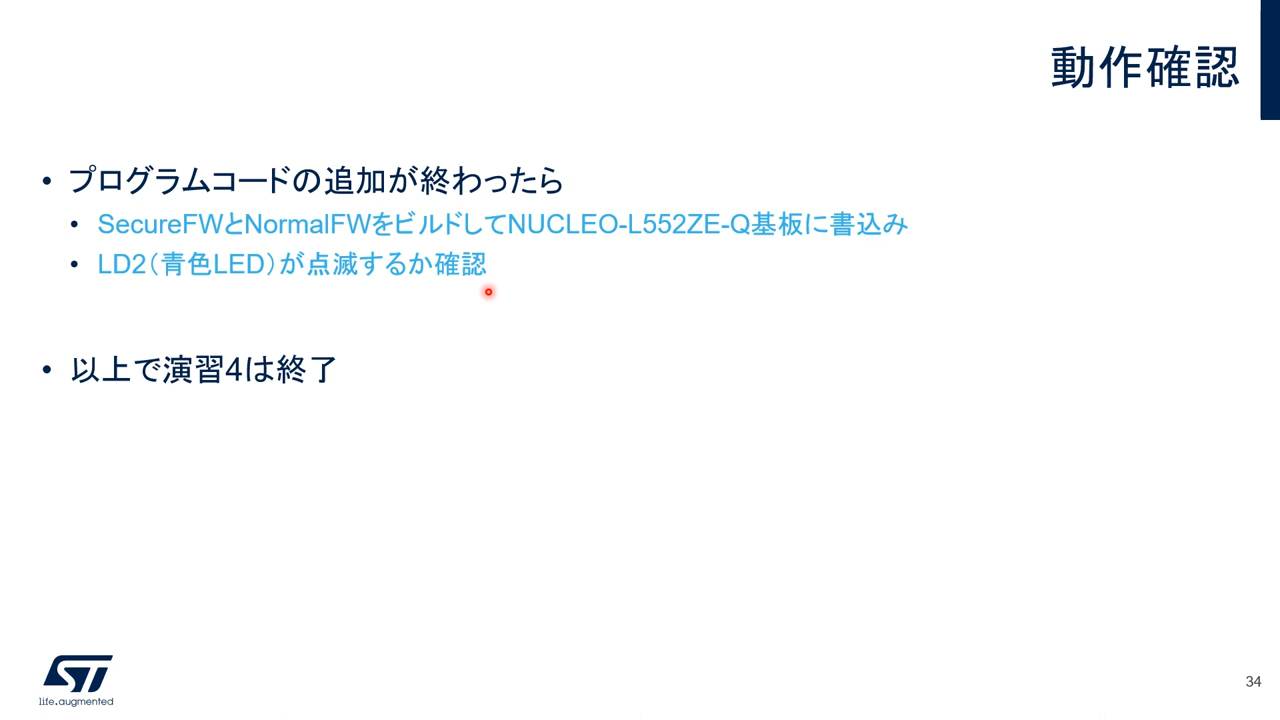 動作確認
• プログラムコードの追加が終わったら
• SecureFWとNormalFWをビルドしてNUCLEO-L552ZE-Q基板に書込み
• LD2(青色LED)が点滅するか確認
• 以上で演習4は終了
ST
life.augmented
34